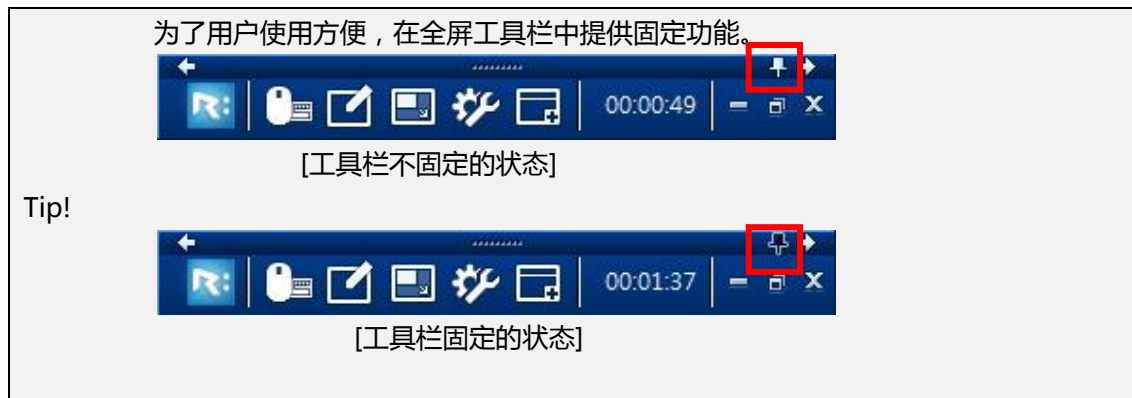 为了用户使用方便，在全屏工具栏中提供固定功能。
R: 00:00:49
[工具栏不固定的状态]
Tip!
R: 00:01:37
[工具栏固定的状态]